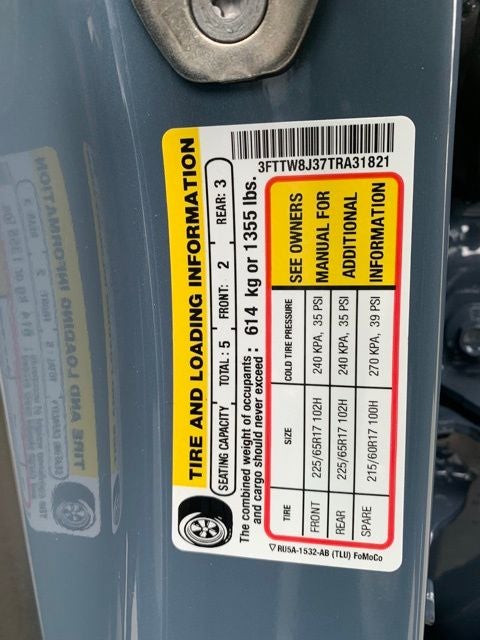 TIRE AND LOADING INFORMATION
SEATING CAPACITY TOTAL : 5 FRONT: 2 REAR: 3
The combined weight of occupants : 614 kg or 1355 lbs.
and cargo should never exceed :
3FTTW8J37TRA31821
TIRE SIZE COLD TIRE PRESSURE
FRONT 225/65R17 102H 240 KPA, 35 PSI
REAR 225/65R17 102H 240 KPA, 35 PSI
SPARE 215/60R17 100H 270 KPA, 39 PSI
SEE OWNERS
MANUAL FOR
ADDITIONAL
INFORMATION
RU5A-1532-AB (TLU) FoMoCo